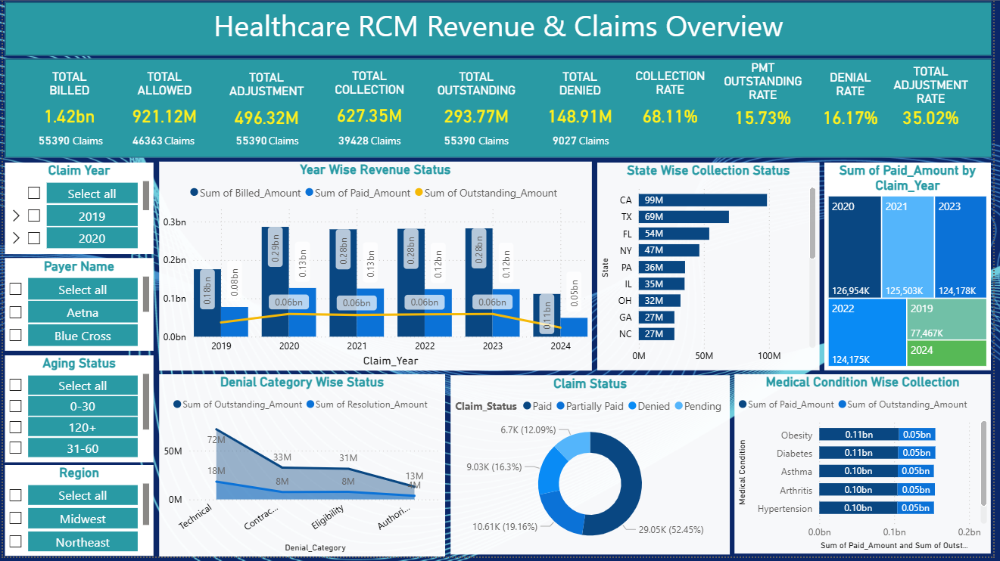 Healthcare RCM Revenue & Claims Overview
TOTAL
BILLED
1.42bn
55390 Claims
TOTAL
ALLOWED
921.12M
46363 Claims
TOTAL
ADJUSTMENT
496.32M
55390 Claims
TOTAL
COLLECTION
627.35M
39428 Claims
TOTAL
OUTSTANDING
293.77M
55390 Claims
TOTAL
DENIED
148.91M
9027 Claims
COLLECTION
RATE
68.11%
PMT
OUTSTANDING
RATE
15.73%
DENIAL
RATE
16.17%
TOTAL
ADJUSTMENT
RATE
35.02%
Claim Year
Select all
2019
2020
Payer Name
Select all
Aetna
Blue Cross
Aging Status
Select all
0-30
120+
31-60
Region
Select all
Midwest
Northeast
Year Wise Revenue Status
Sum of Billed_Amount Sum of Paid_Amount Sum of Outstanding_Amount
0.3bn
0.2bn
0.1bn
0.0bn
0.18bn
0.08bn
0.29bn
0.13bn
0.06bn
0.28bn
0.13bn
0.06bn
0.28bn
0.12bn
0.06bn
0.28bn
0.12bn
0.06bn
0.11bn
0.05bn
2019 2020 2021 2022 2023 2024
Claim_Year
State Wise Collection Status
State
CA 99M
TX 69M
FL 54M
NY 47M
PA 36M
IL 35M
OH 32M
GA 27M
NC 27M
0M 50M 100M
Sum of Paid_Amount by
Claim_Year
2020
126,954K
2021
125,503K
2023
124,178K
2022
124,175K
2019
77,467K
2024
Denial Category Wise Status
Sum of Outstanding_Amount Sum of Resolution_Amount
50M
0M
72M
33M
31M
13M
18M
8M
8M
4M
Technical
Contrac...
Eligibility
Authori...
Denial_Category
Claim Status
Claim_Status Paid Partially Paid Denied Pending
6.7K (12.09%)
9.03K (16.3%)
10.61K (19.16%)
29.05K (52.45%)
Medical Condition Wise Collection
Sum of Paid_Amount Sum of Outstanding_Amount
Medical Condition
Obesity 0.11bn 0.05bn
Diabetes 0.11bn 0.05bn
Asthma 0.10bn 0.05bn
Arthritis 0.10bn 0.05bn
Hypertension 0.10bn 0.05bn
0.0bn 0.1bn 0.2bn
Sum of Paid_Amount and Sum of Outst...